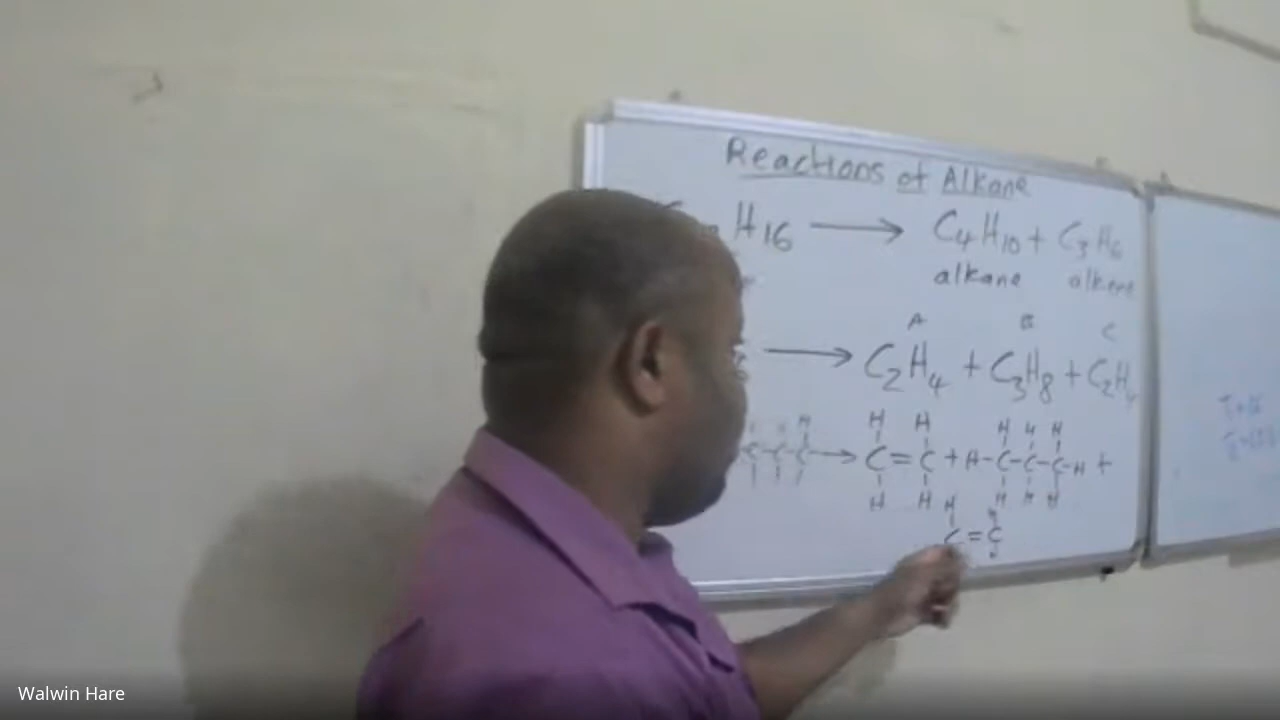 Reactions of Alkane
H16 → C4H10 + C3H6
alkane alkene
A B C
→ C2H4 + C3H8 + C2H4
H H H H H H
C-C-C → C=C + H-C-C-C-H +
H H H H H
H H
C=C
Walwin Hare